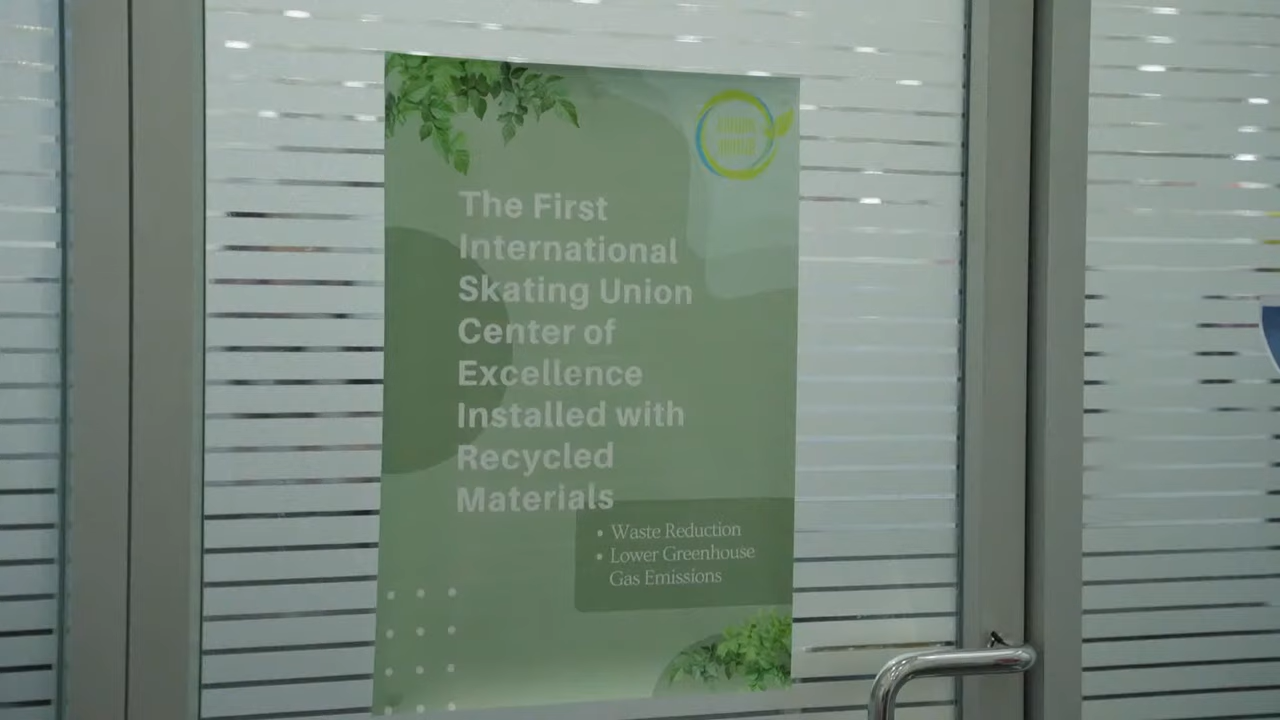 The First
International
Skating Union
Center of
Excellence
Installed with
Recycled
Materials
• Waste Reduction
• Lower Greenhouse
Gas Emissions